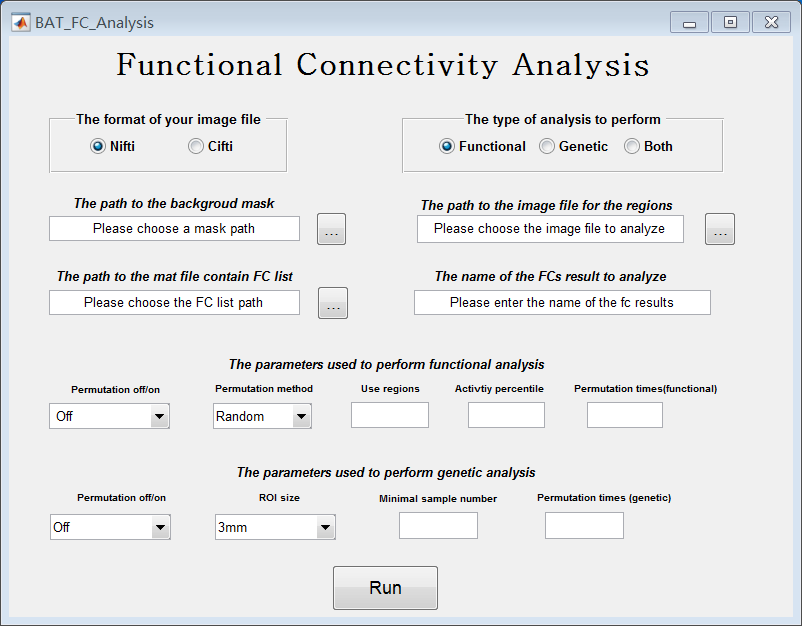 BAT_FC_Analysis
Functional Connectivity Analysis
The format of your image file
The type of analysis to perform
Nifti Cifti
Functional Genetic Both
The path to the backgroud mask
The path to the image file for the regions
Please choose a mask path ...
Please choose the image file to analyze ...
The path to the mat file contain FC list
The name of the FCs result to analyze
Please choose the FC list path ...
Please enter the name of the fc results
The parameters used to perform functional analysis
Permutation off/on Permutation method Use regions Activtiy percentile Permutation times(functional)
Off Random
The parameters used to perform genetic analysis
Permutation off/on ROI size Minimal sample number Permutation times (genetic)
Off 3mm
Run